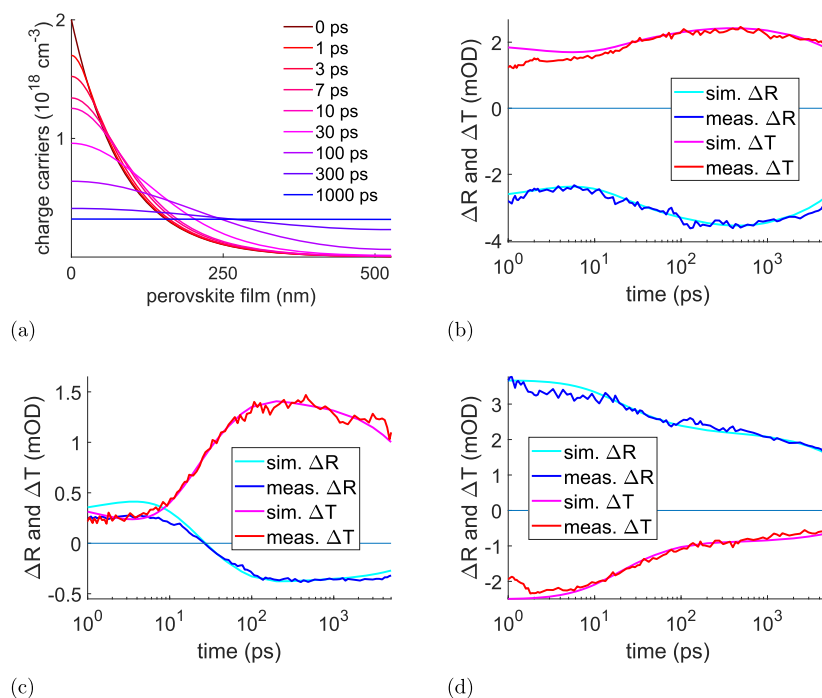 2
1
0
charge carriers (10^18 cm^-3)
0 ps
1 ps
3 ps
7 ps
10 ps
30 ps
100 ps
300 ps
1000 ps
0
250
500
perovskite film (nm)
(a)
2
0
-2
-4
ΔR and ΔT (mOD)
sim. ΔR
meas. ΔR
sim. ΔT
meas. ΔT
10^0
10^1
10^2
10^3
time (ps)
(b)
1.5
1
0.5
0
-0.5
ΔR and ΔT (mOD)
sim. ΔR
meas. ΔR
sim. ΔT
meas. ΔT
10^0
10^1
10^2
10^3
time (ps)
(c)
3
2
1
0
-1
-2
ΔR and ΔT (mOD)
sim. ΔR
meas. ΔR
sim. ΔT
meas. ΔT
10^0
10^1
10^2
10^3
time (ps)
(d)